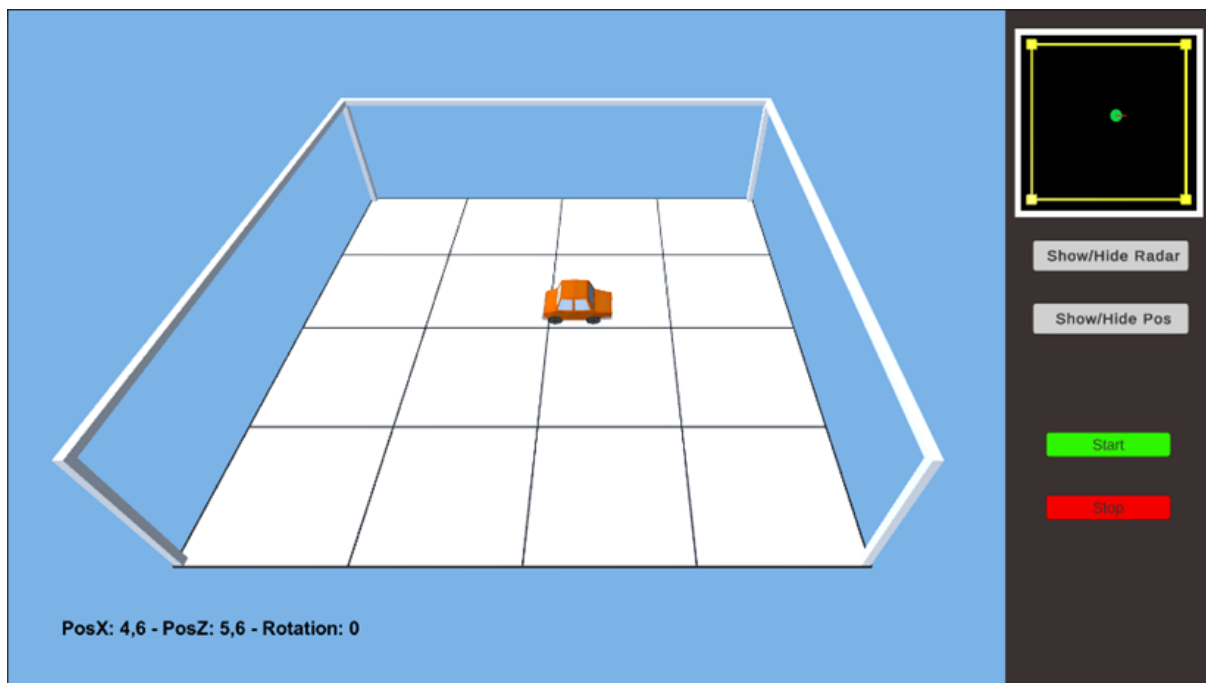 Show/Hide Radar
Show/Hide Pos
Start
Stop
PosX: 4,6 - PosZ: 5,6 - Rotation: 0